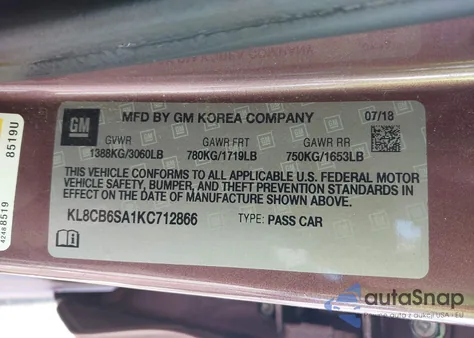 GM
MFD BY GM KOREA COMPANY 07/18
GVWR GAWR FRT GAWR RR
1388KG/3060LB 780KG/1719LB 750KG/1653LB
THIS VEHICLE CONFORMS TO ALL APPLICABLE U.S. FEDERAL MOTOR
VEHICLE SAFETY, BUMPER, AND THEFT PREVENTION STANDARDS IN
EFFECT ON THE DATE OF MANUFACTURE SHOWN ABOVE.
KL8CB6SA1KC712866 TYPE: PASS CAR
8519U
42488519
autoSnap